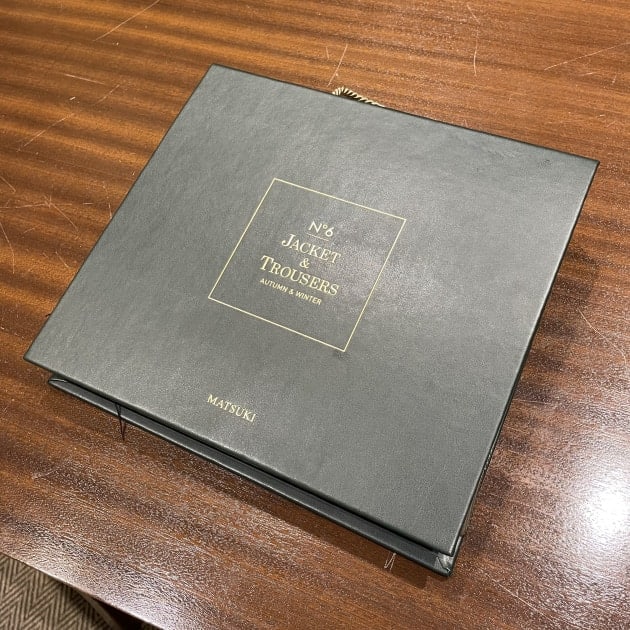 Nº6
JACKET
&
TROUSERS
AUTUMN & WINTER
MATSUKI